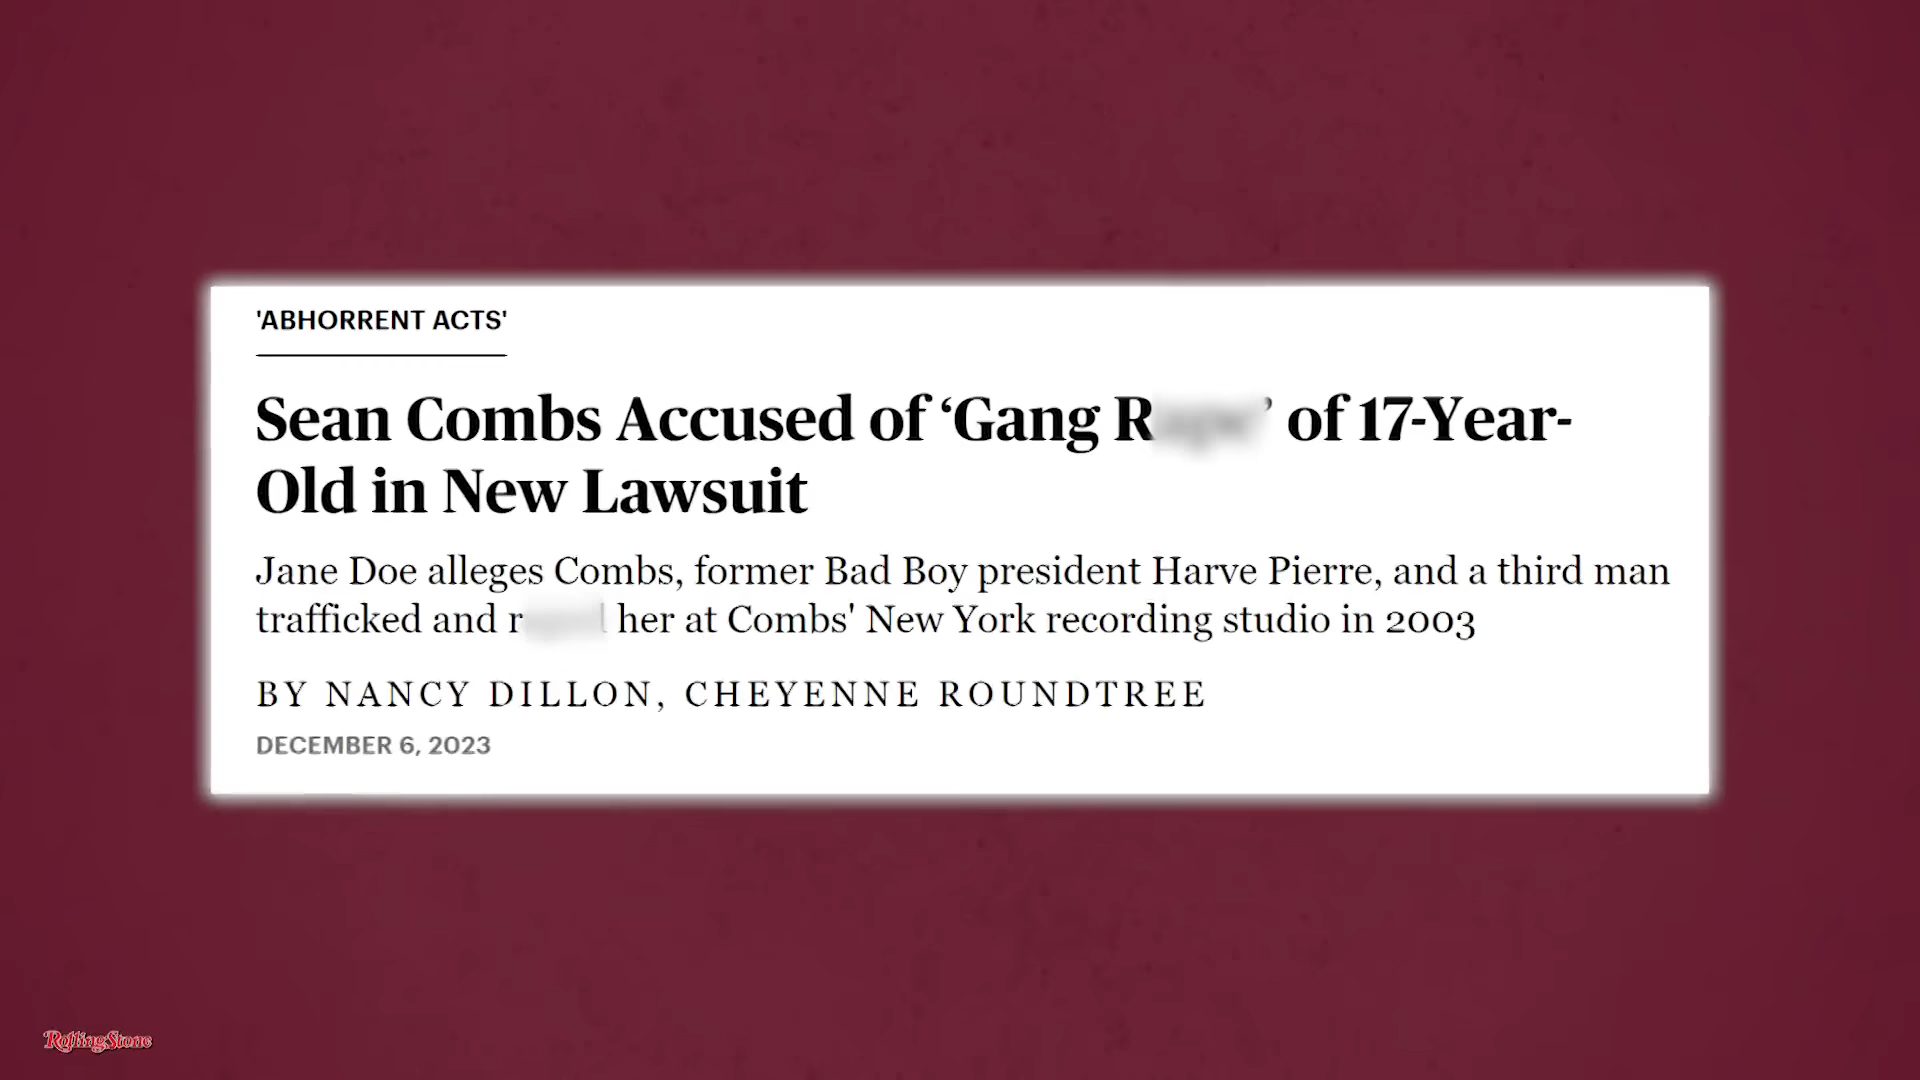 'ABHORRENT ACTS'
Sean Combs Accused of ‘Gang R ’ of 17-Year-
Old in New Lawsuit
Jane Doe alleges Combs, former Bad Boy president Harve Pierre, and a third man
trafficked and r her at Combs' New York recording studio in 2003
BY NANCY DILLON, CHEYENNE ROUNDTREE
DECEMBER 6, 2023
RollingStone